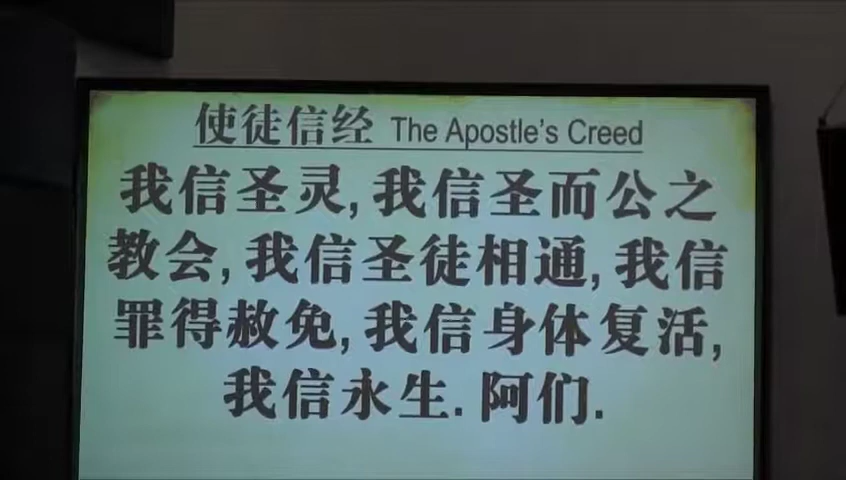 使徒信经 The Apostle's Creed
我信圣灵, 我信圣而公之
教会, 我信圣徒相通, 我信
罪得赦免, 我信身体复活,
我信永生. 阿们.